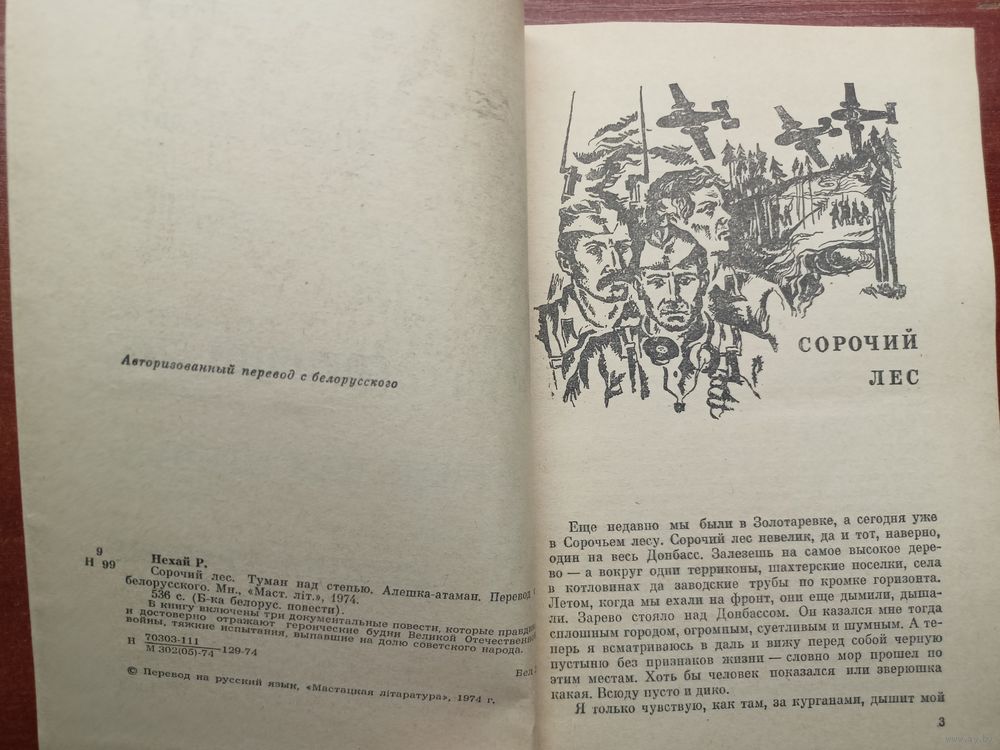 Авторизованный перевод с белорусского
9
Н 99
Нехай Р.
Сорочий лес. Туман над степью. Алешка-атаман. Перевод с
белорусского. Мн., «Маст. літ.», 1974.
536 с. (Б-ка белорус. повести).
В книгу включены три документальные повести, которые
и достоверно отражают героические будни Великой Отечественной
войны, тяжкие испытания, выпавшие на долю советского народа.
Н 70303-111
М 302(05)-74 129-74
Бел
© Перевод на русский язык, «Мастацкая літаратура», 1974 г.
СОРОЧИЙ
ЛЕС
Еще недавно мы были в Золотаревке, а сегодня уже
в Сорочьем лесу. Сорочий лес невелик, да и тот, наверно,
один на весь Донбасс. Залезешь на самое высокое дере-
во — а вокруг одни терриконы, шахтерские поселки, села
в котловинах да заводские трубы по кромке горизонта.
Летом, когда мы ехали на фронт, они еще дымили, дыша-
ли. Зарево стояло над Донбассом. Он казался мне тогда
сплошным городом, огромным, суетливым и шумным. А те-
перь я всматриваюсь в даль и вижу перед собой черную
пустыню без признаков жизни — словно мор прошел по
этим местам. Хоть бы человек показался или зверюшка
какая. Всюду пусто и дико.
Я только чувствую, как там, за курганами, дышит мой
3
www.ay.by